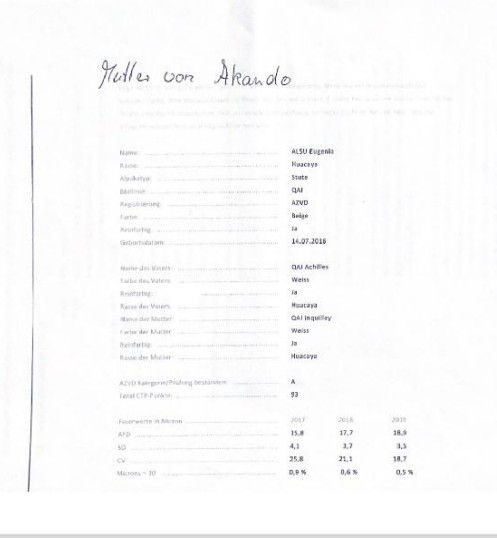 Mutter von Akando
Name: ALSU Eugenia
Rasse: Huacaya
Alpakatyp: Stute
Blutlinie: QAI
Registrierung: AZVD
Farbe: Beige
Reinfarbig: Ja
Geburtsdatum: 14.07.2016
Name des Vaters: QAI Achilles
Farbe des Vaters: Weiss
Reinfarbig: Ja
Rasse des Vaters: Huacaya
Name der Mutter: QAI Inquilley
Farbe der Mutter: Weiss
Reinfarbig: Ja
Rasse der Mutter: Huacaya
AZVD Kategorie/Prüfung bestanden: A
Total CTP-Punkte: 93
Faserwerte in Micron 2017 2018 2019
AFD 15,8 17,7 18,9
SD 4,1 3,7 3,5
CV 25,8 21,1 18,7
Microns > 30 0,9 % 0,6 % 0,5 %